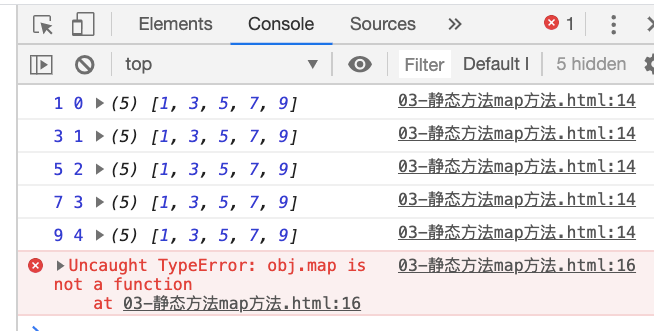 Elements Console Sources » 1
top Filter Default l 5 hidden
1 0 ▶(5) [1, 3, 5, 7, 9] 03-静态方法map方法.html:14
3 1 ▶(5) [1, 3, 5, 7, 9] 03-静态方法map方法.html:14
5 2 ▶(5) [1, 3, 5, 7, 9] 03-静态方法map方法.html:14
7 3 ▶(5) [1, 3, 5, 7, 9] 03-静态方法map方法.html:14
9 4 ▶(5) [1, 3, 5, 7, 9] 03-静态方法map方法.html:14
▶Uncaught TypeError: obj.map is 03-静态方法map方法.html:16
not a function
at 03-静态方法map方法.html:16